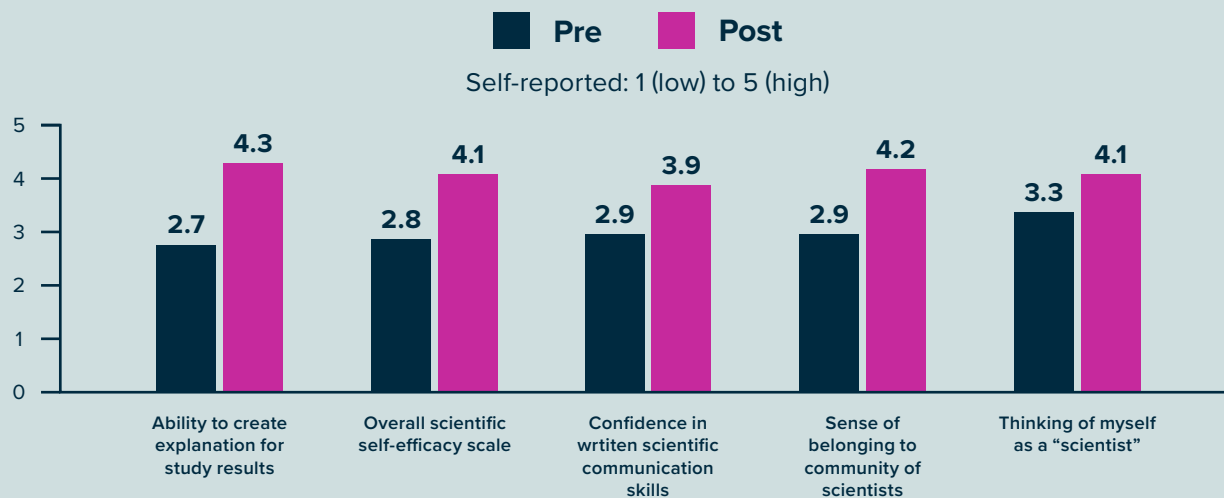 Pre Post
Self-reported: 1 (low) to 5 (high)
5
4
3
2
1
0
2.7 4.3 2.8 4.1 2.9 3.9 2.9 4.2 3.3 4.1
Ability to create
explanation for
study results
Overall scientific
self-efficacy scale
Confidence in
wrtiten scientific
communication
skills
Sense of
belonging to
community of
scientists
Thinking of myself
as a “scientist”